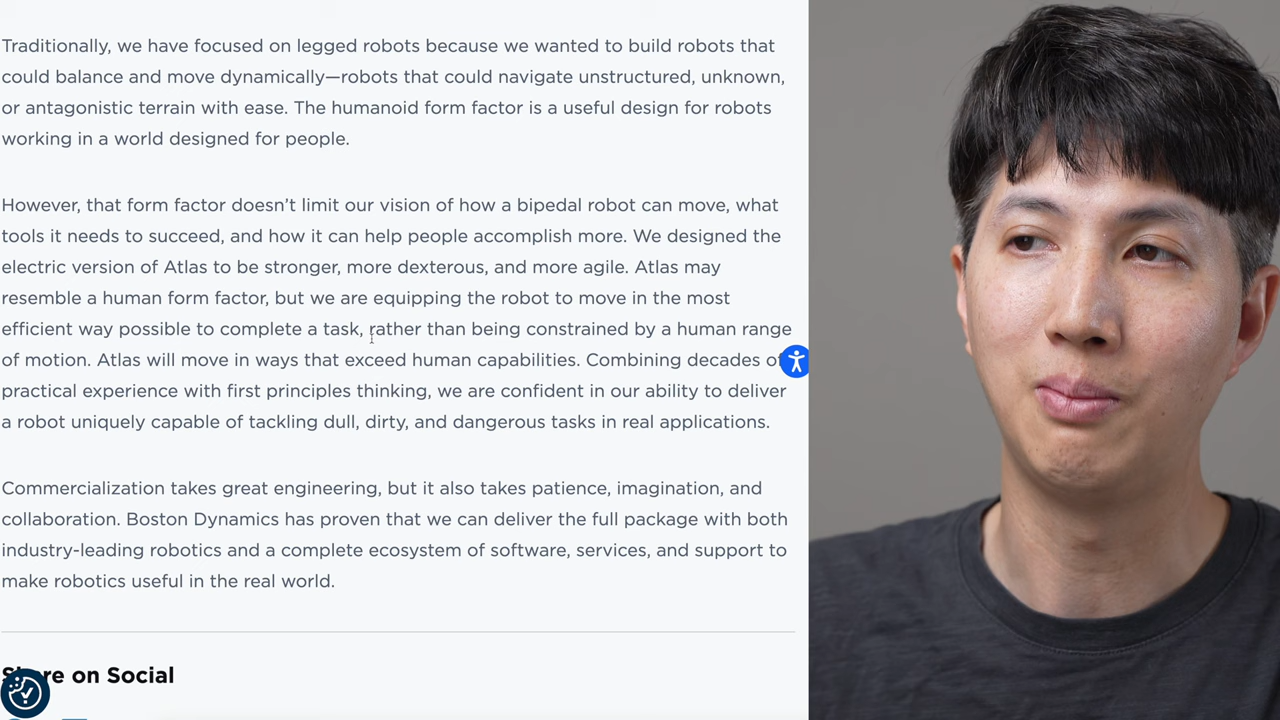 Traditionally, we have focused on legged robots because we wanted to build robots that
could balance and move dynamically—robots that could navigate unstructured, unknown,
or antagonistic terrain with ease. The humanoid form factor is a useful design for robots
working in a world designed for people.
However, that form factor doesn’t limit our vision of how a bipedal robot can move, what
tools it needs to succeed, and how it can help people accomplish more. We designed the
electric version of Atlas to be stronger, more dexterous, and more agile. Atlas may
resemble a human form factor, but we are equipping the robot to move in the most
efficient way possible to complete a task, rather than being constrained by a human range
of motion. Atlas will move in ways that exceed human capabilities. Combining decades of
practical experience with first principles thinking, we are confident in our ability to deliver
a robot uniquely capable of tackling dull, dirty, and dangerous tasks in real applications.
Commercialization takes great engineering, but it also takes patience, imagination, and
collaboration. Boston Dynamics has proven that we can deliver the full package with both
industry-leading robotics and a complete ecosystem of software, services, and support to
make robotics useful in the real world.
Share on Social